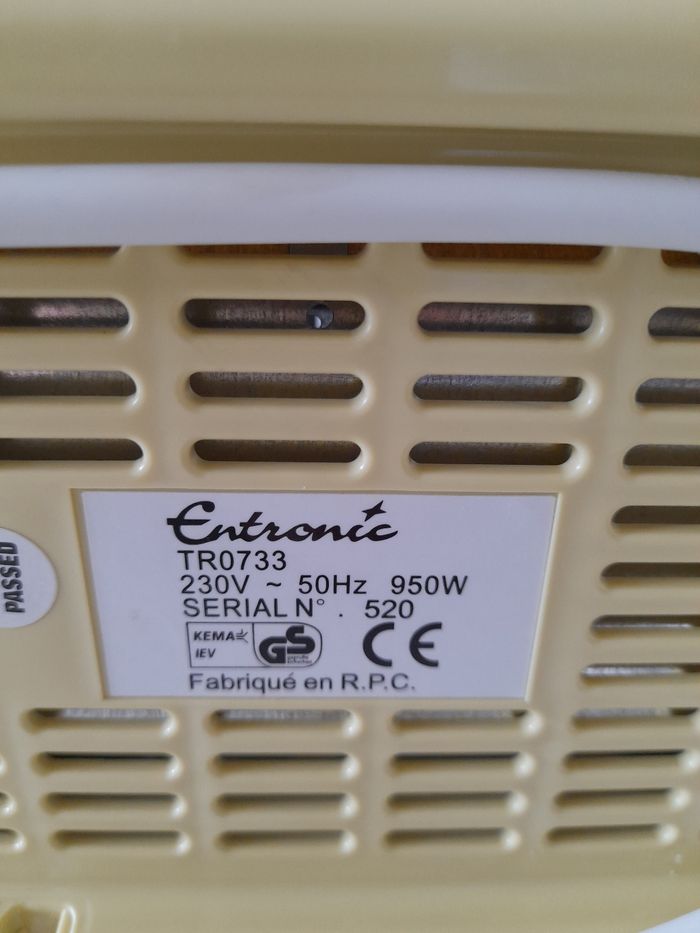 PASSED
Entronic
TR0733
230V ~ 50Hz 950W
SERIAL N° . 520
KEMA
IEV
GS
CE
Fabriqué en R.P.C.